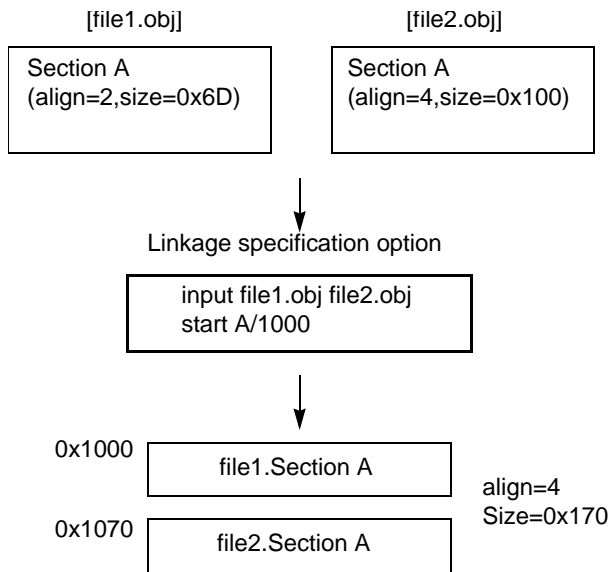 [file1.obj]
[file2.obj]
Section A
(align=2,size=0x6D)
Section A
(align=4,size=0x100)
Linkage specification option
input file1.obj file2.obj
start A/1000
0x1000
file1.Section A
align=4
Size=0x170
0x1070
file2.Section A